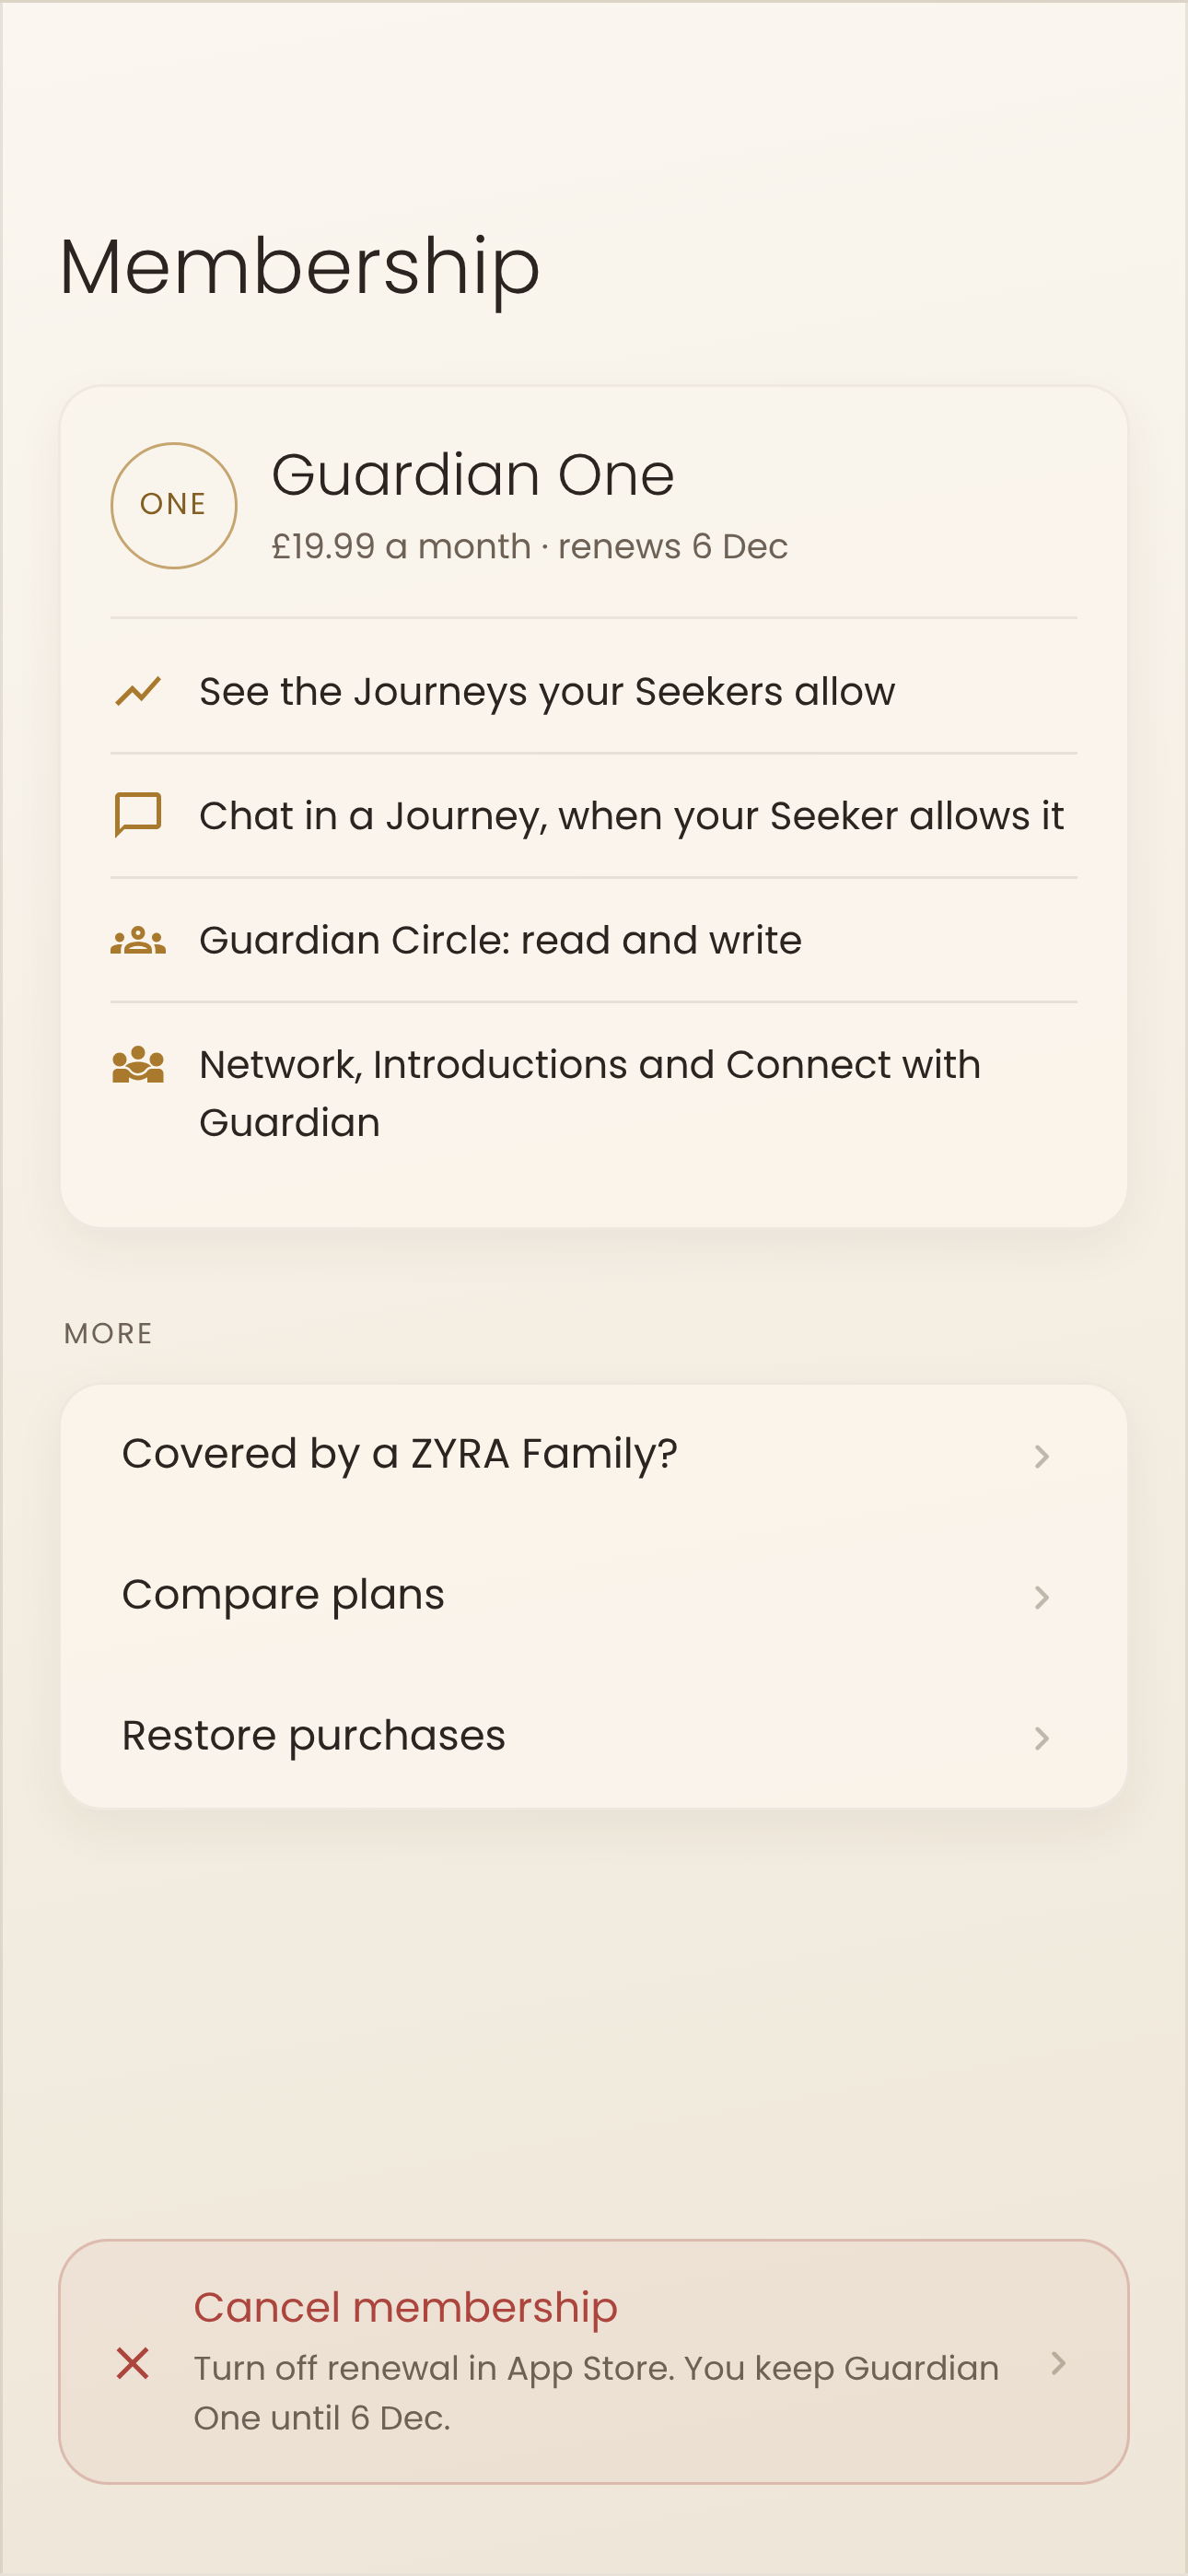 Membership
ONE
Guardian One
£19.99 a month · renews 6 Dec
See the Journeys your Seekers allow
Chat in a Journey, when your Seeker allows it
Guardian Circle: read and write
Network, Introductions and Connect with
Guardian
MORE
Covered by a ZYRA Family?
Compare plans
Restore purchases
Cancel membership
Turn off renewal in App Store. You keep Guardian
One until 6 Dec.